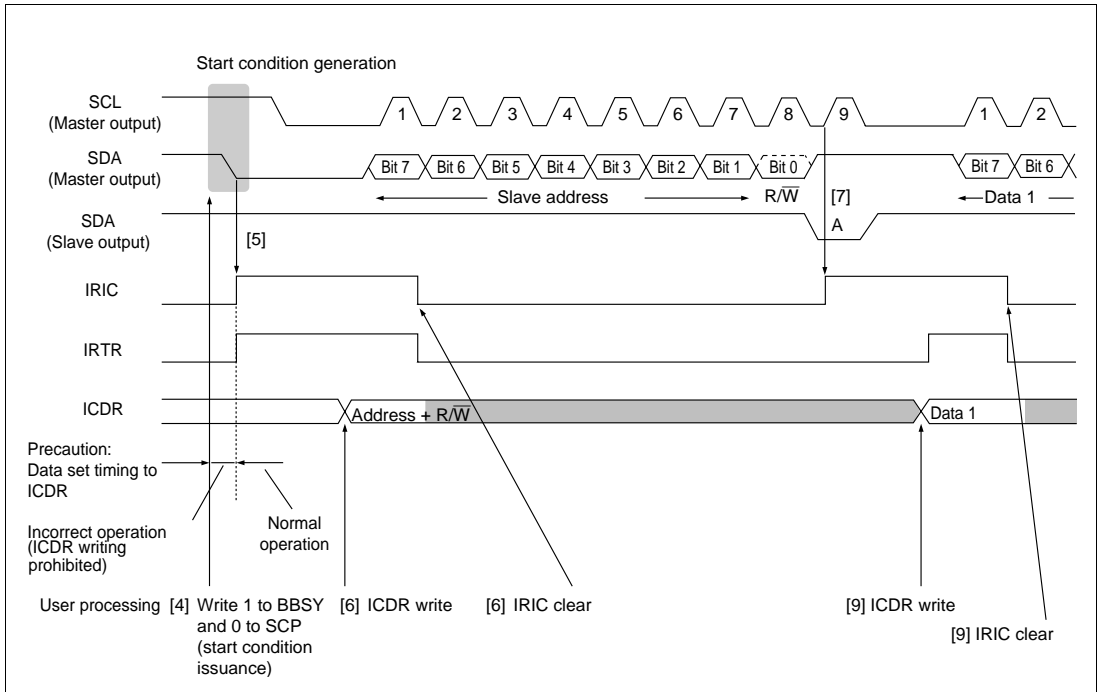 Start condition generation
SCL
(Master output)
1 2 3 4 5 6 7 8 9 1 2
SDA
(Master output)
Bit 7 Bit 6 Bit 5 Bit 4 Bit 3 Bit 2 Bit 1 Bit 0 Bit 7 Bit 6
Slave address R/W̅ [7] Data 1
SDA
(Slave output)
[5]
A
IRIC
IRTR
ICDR
Address + R/W̅
Data 1
Precaution:
Data set timing to
ICDR
Incorrect operation
(ICDR writing
prohibited)
Normal
operation
User processing [4] Write 1 to BBSY
and 0 to SCP
(start condition
issuance)
[6] ICDR write
[6] IRIC clear
[9] ICDR write
[9] IRIC clear